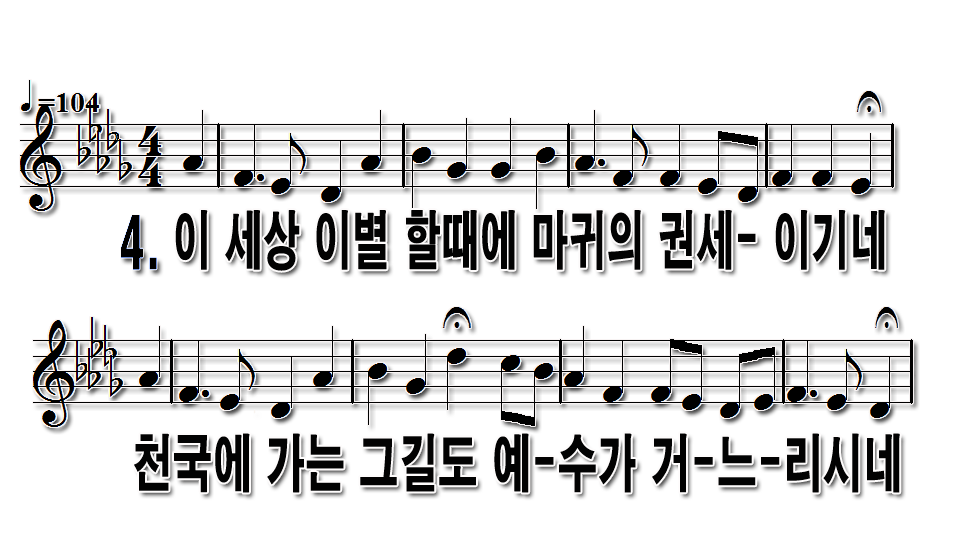 ♩=104
4. 이 세상 이별 할때에 마귀의 권세- 이기네
천국에 가는 그길도 예-수가 거-느-리시네